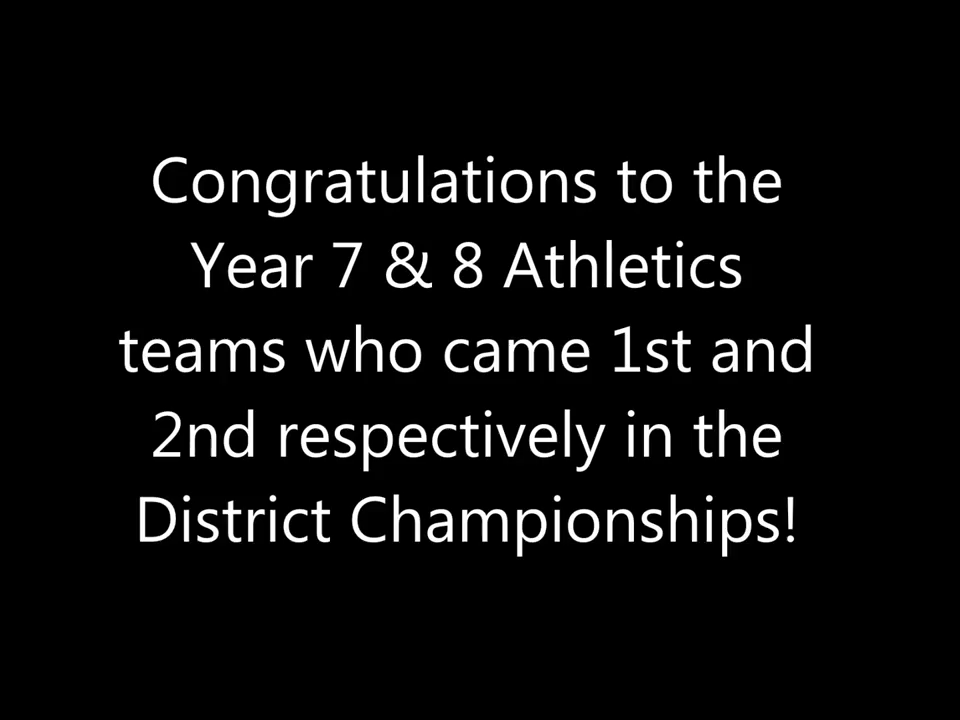 Congratulations to the
Year 7 & 8 Athletics
teams who came 1st and
2nd respectively in the
District Championships!